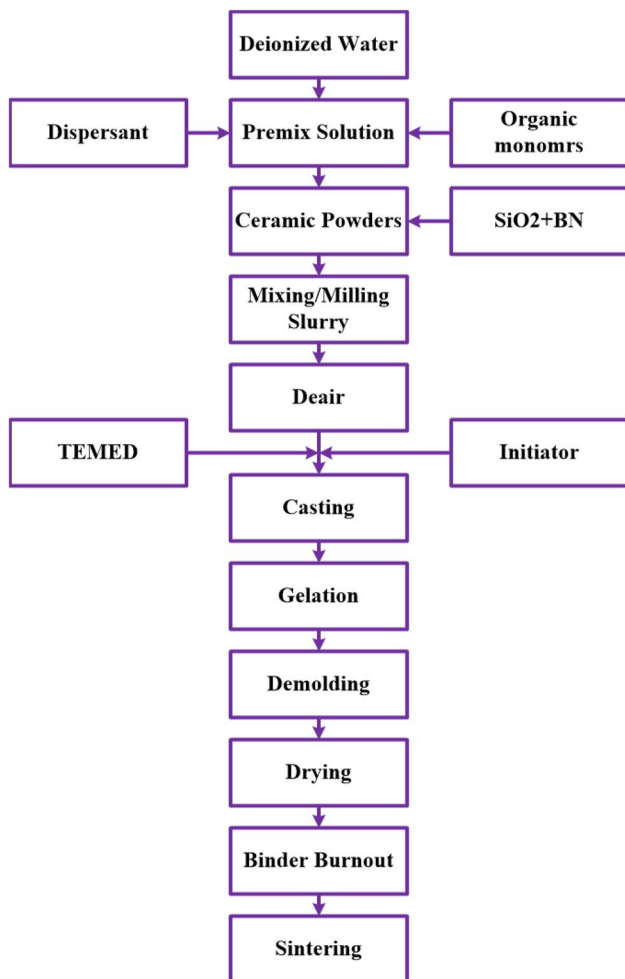 Deionized Water
Dispersant
Premix Solution
Organic
monomrs
Ceramic Powders
SiO2+BN
Mixing/Milling
Slurry
Deair
TEMED
Initiator
Casting
Gelation
Demolding
Drying
Binder Burnout
Sintering